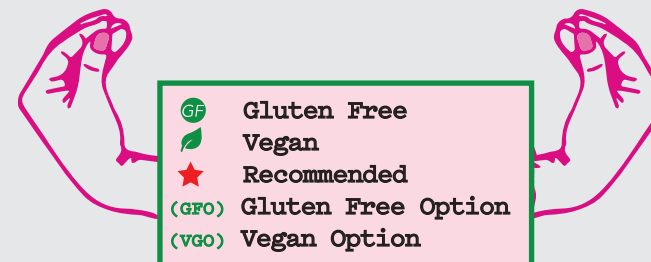 GF Gluten Free
Vegan
Recommended
(GFO) Gluten Free Option
(VGO) Vegan Option